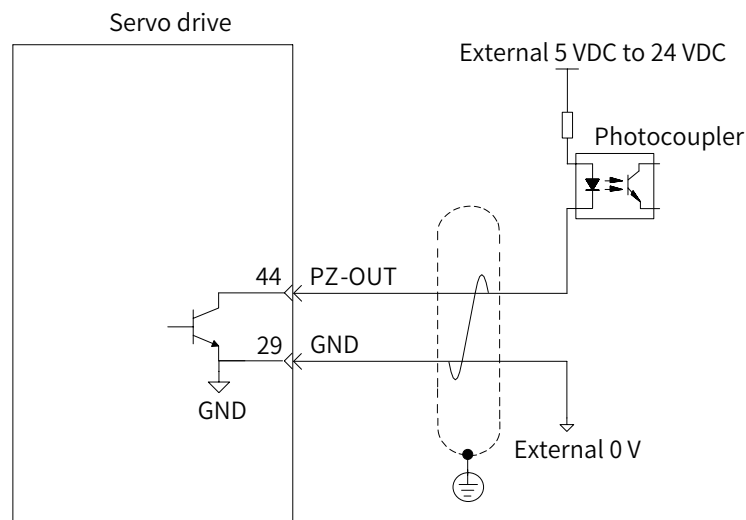 Servo drive
External 5 VDC to 24 VDC
Photocoupler
44 PZ-OUT
29 GND
GND
External 0 V